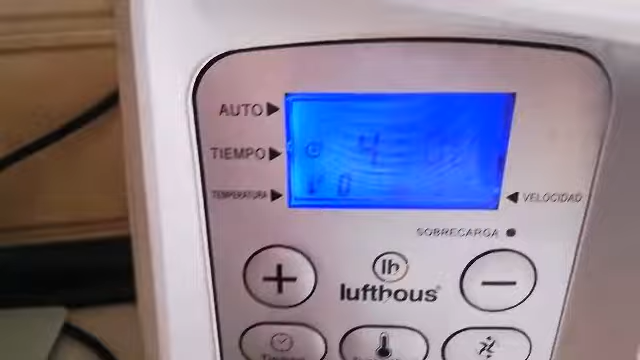 AUTO
TIEMPO
TEMPERATURA
VELOCIDAD
SOBRECARGA
lh
lufthous